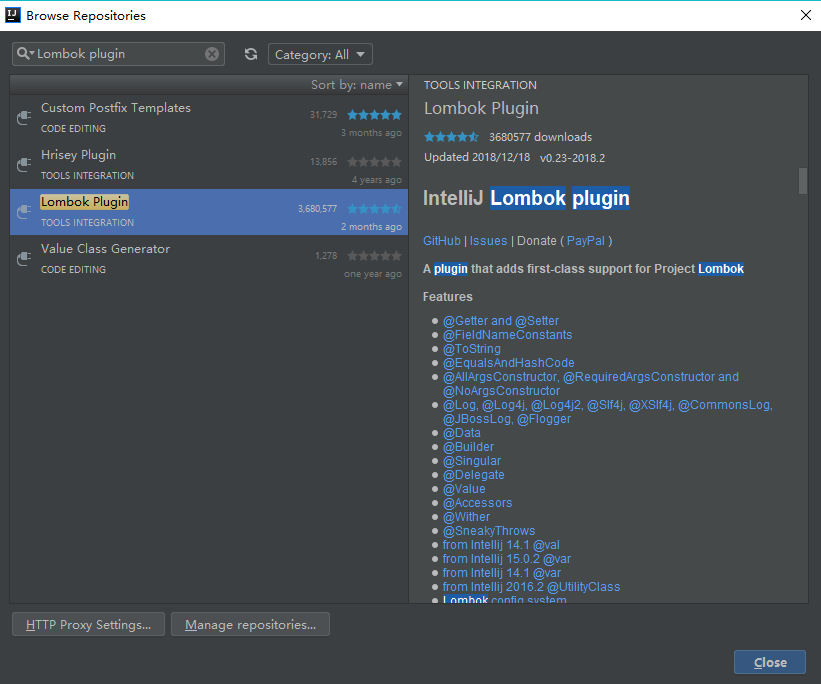 IJ Browse Repositories
Lombok plugin
Category: All
Sort by: name
Custom Postfix Templates
31,729
CODE EDITING
3 months ago
Hrisey Plugin
13,856
TOOLS INTEGRATION
4 years ago
Lombok Plugin
3,680,577
TOOLS INTEGRATION
2 months ago
Value Class Generator
1,278
CODE EDITING
one year ago
TOOLS INTEGRATION
Lombok Plugin
3680577 downloads
Updated 2018/12/18 v0.23-2018.2
IntelliJ Lombok plugin
GitHub | Issues | Donate ( PayPal )
A plugin that adds first-class support for Project Lombok
Features
@Getter and @Setter
@FieldNameConstants
@ToString
@EqualsAndHashCode
@AllArgsConstructor, @RequiredArgsConstructor and
@NoArgsConstructor
@Log, @Log4j, @Log4j2, @Slf4j, @XSlf4j, @CommonsLog,
@JBossLog, @Flogger
@Data
@Builder
@Singular
@Delegate
@Value
@Accessors
@Wither
@SneakyThrows
from Intellij 14.1 @val
from Intellij 15.0.2 @var
from Intellij 14.1 @var
from Intellij 2016.2 @UtilityClass
Lombok config system
HTTP Proxy Settings...
Manage repositories...
Close